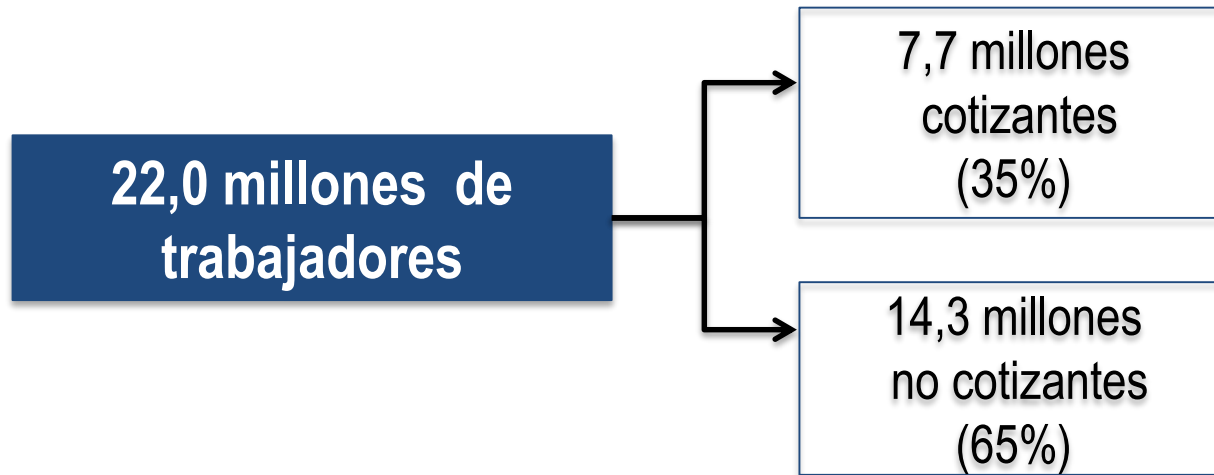 22,0 millones de
trabajadores
7,7 millones
cotizantes
(35%)
14,3 millones
no cotizantes
(65%)